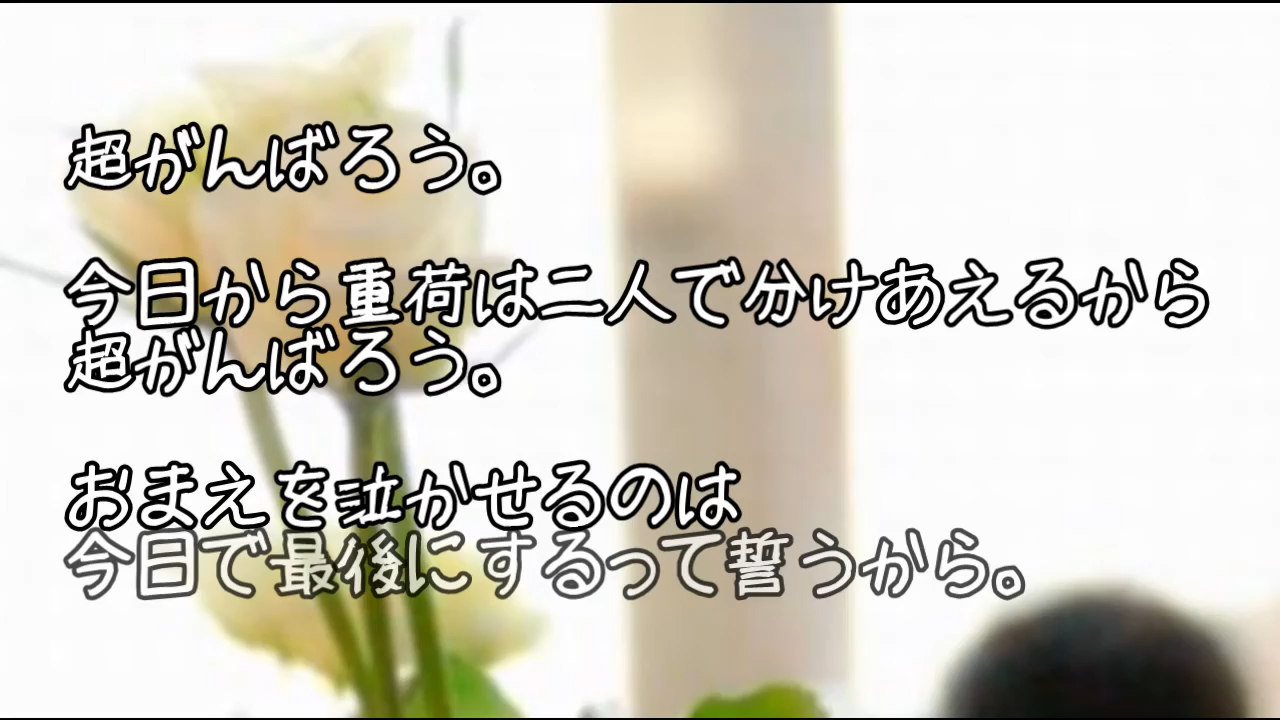 超がんばろう。
今日から重荷は二人で分けあえるから
超がんばろう。
おまえを泣かせるのは
今日で最後にするって誓うから。